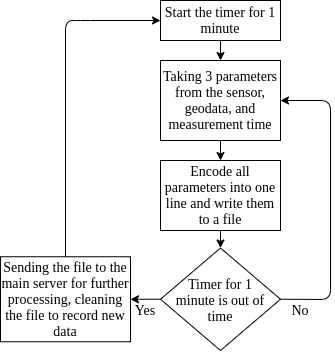 Start the timer for 1
minute
Taking 3 parameters
from the sensor,
geodata, and
measurement time
Encode all
parameters into one
line and write them
to a file
Timer for 1
minute is out of
time
Yes
No
Sending the file to the
main server for further
processing, cleaning
the file to record new
data